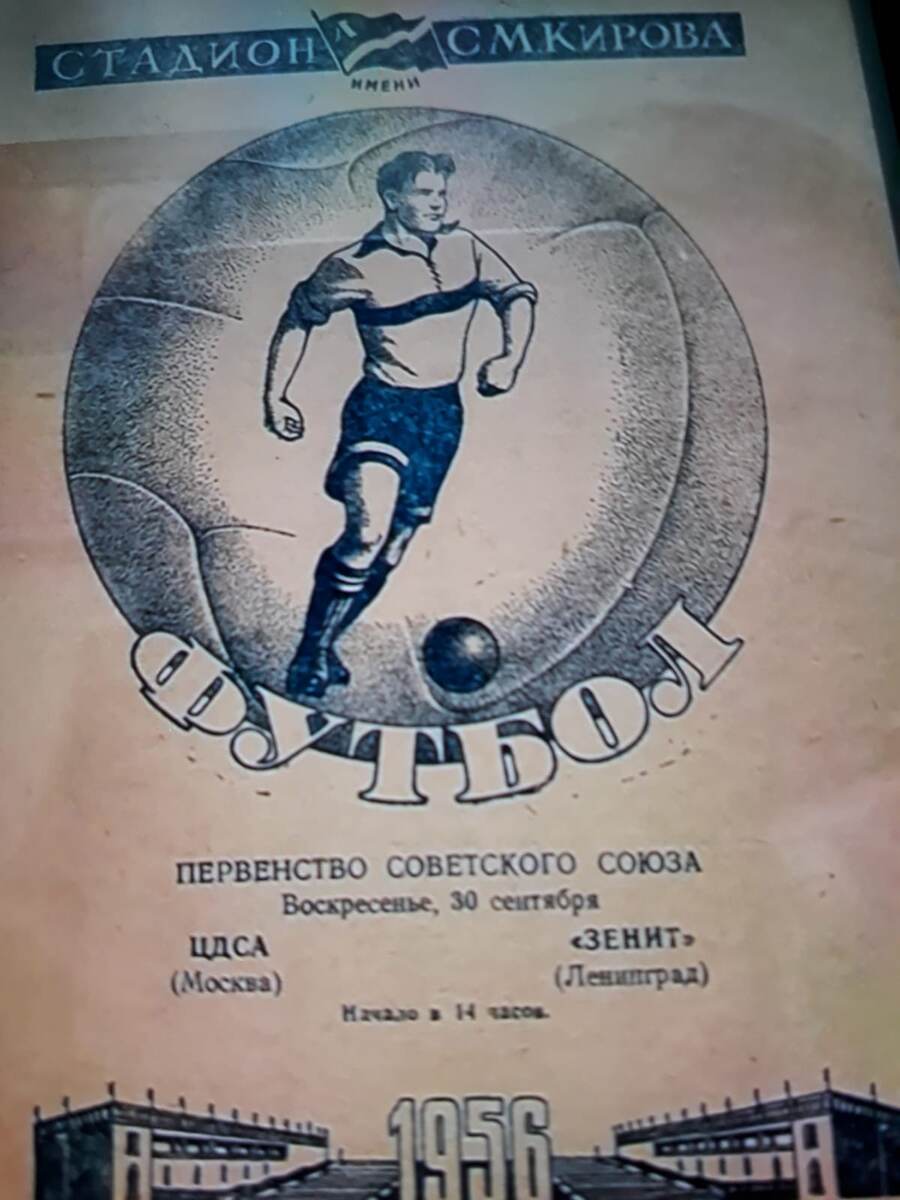 СТАДИОН Л С.М.КИРОВА
ИМЕНИ
ФУТБОЛ
ПЕРВЕНСТВО СОВЕТСКОГО СОЮЗА
Воскресенье, 30 сентября
ЦДСА «ЗЕНИТ»
(Москва) (Ленинград)
Начало в 14 часов.
1956